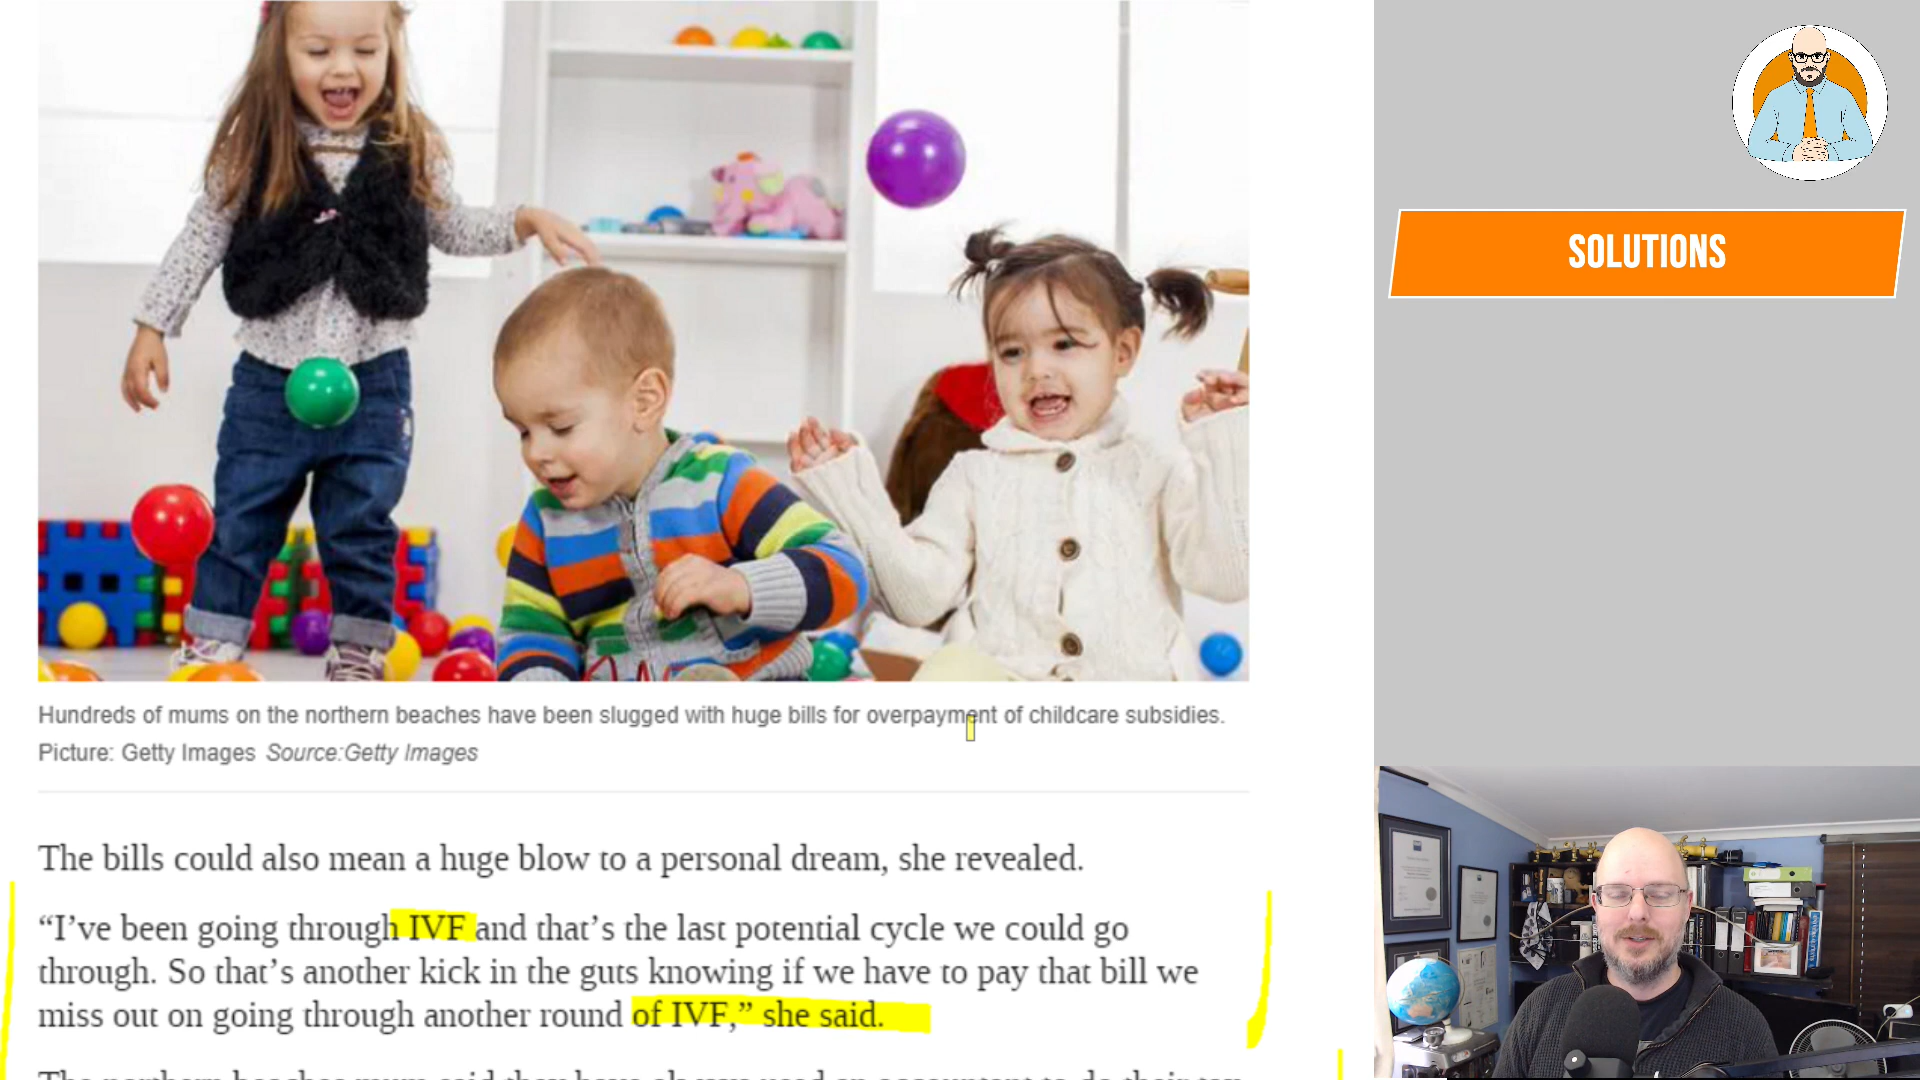 SOLUTIONS
Hundreds of mums on the northern beaches have been slugged with huge bills for overpayment of childcare subsidies.
Picture: Getty Images Source:Getty Images
The bills could also mean a huge blow to a personal dream, she revealed.
“I’ve been going through IVF and that’s the last potential cycle we could go
through. So that’s another kick in the guts knowing if we have to pay that bill we
miss out on going through another round of IVF,” she said.